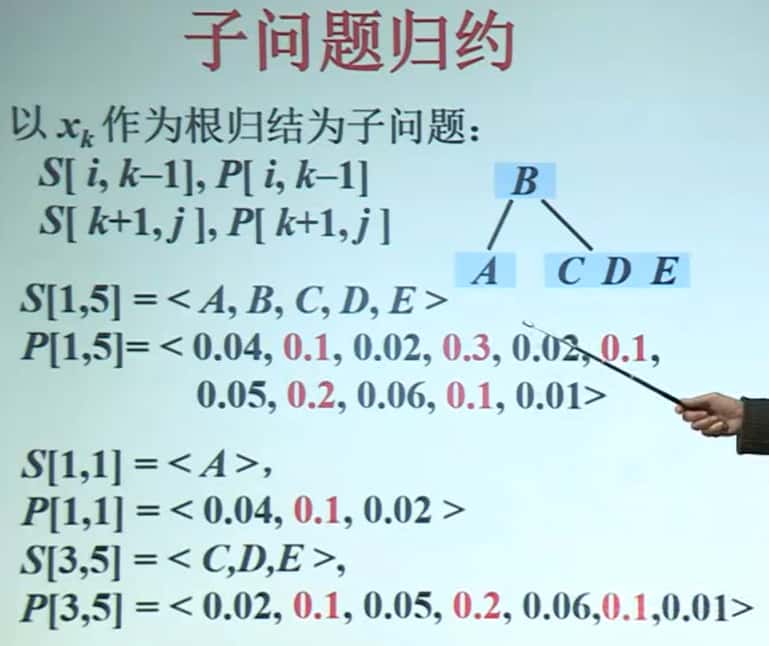 子问题归约
以 xₖ 作为根归结为子问题：
S[ i, k–1], P[ i, k–1]
S[ k+1, j ], P[ k+1, j ]
B
A C D E
S[1,5] = < A, B, C, D, E >
P[1,5]= < 0.04, 0.1, 0.02, 0.3, 0.02, 0.1,
0.05, 0.2, 0.06, 0.1, 0.01>
S[1,1] = < A >，
P[1,1] = < 0.04, 0.1, 0.02 >
S[3,5] = < C,D,E >,
P[3,5] = < 0.02, 0.1, 0.05, 0.2, 0.06,0.1,0.01>